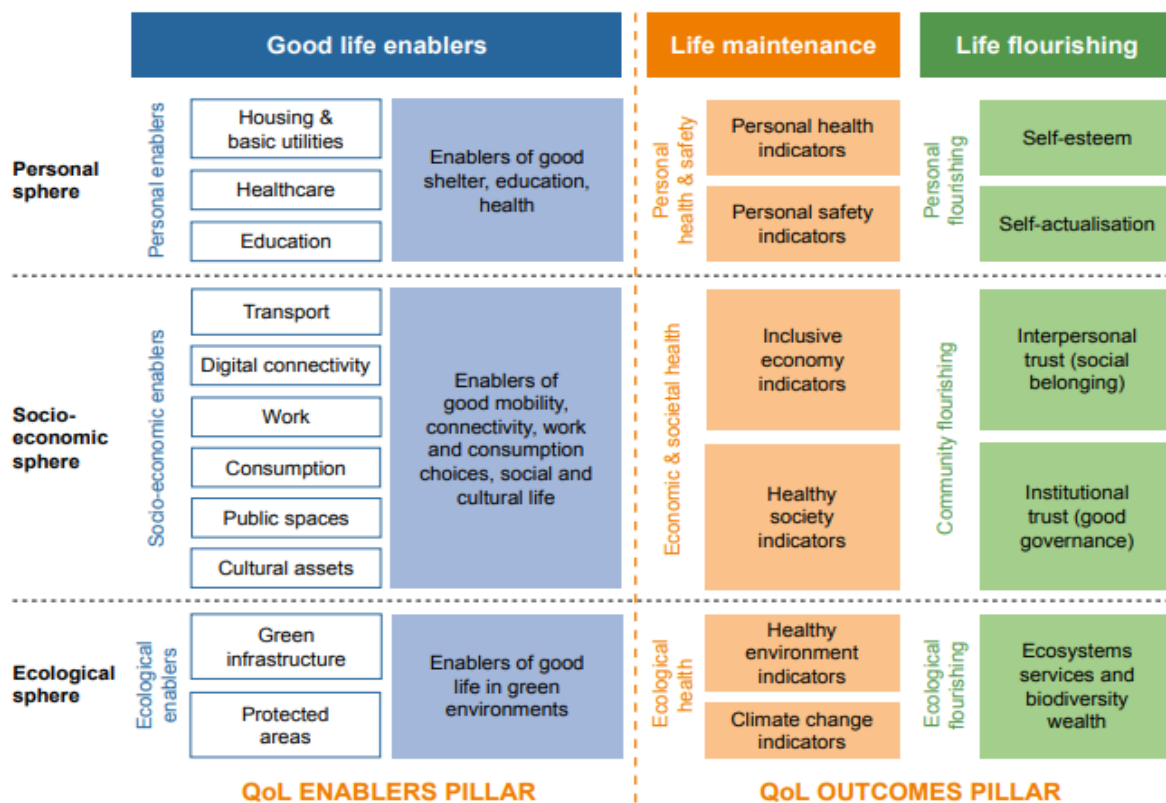 Good life enablers
Life maintenance
Life flourishing
Personal
sphere
Personal enablers
Housing &
basic utilities
Healthcare
Education
Enablers of good
shelter, education,
health
Personal
health & safety
Personal health
indicators
Personal safety
indicators
Personal
flourishing
Self-esteem
Self-actualisation
Socio-
economic
sphere
Socio-economic enablers
Transport
Digital connectivity
Work
Consumption
Public spaces
Cultural assets
Enablers of
good mobility,
connectivity, work
and consumption
choices, social and
cultural life
Economic & societal health
Inclusive
economy
indicators
Healthy
society
indicators
Community flourishing
Interpersonal
trust (social
belonging)
Institutional
trust (good
governance)
Ecological
sphere
Ecological
enablers
Green
infrastructure
Protected
areas
Enablers of good
life in green
environments
Ecological
health
Healthy
environment
indicators
Climate change
indicators
Ecological
flourishing
Ecosystems
services and
biodiversity
wealth
QoL ENABLERS PILLAR
QoL OUTCOMES PILLAR